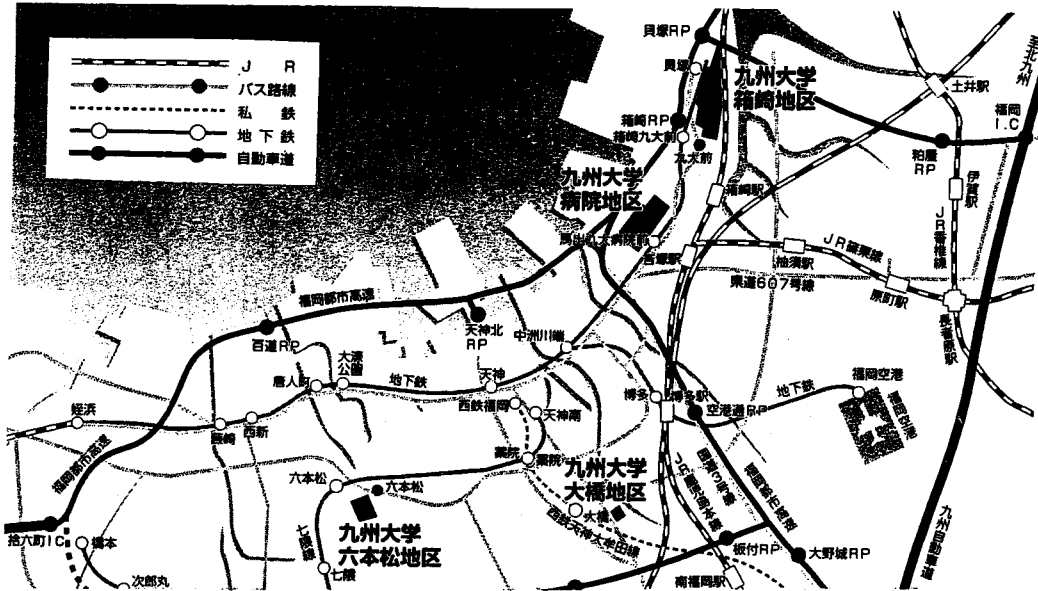 J R
バス路線
私 鉄
地 下 鉄
自動車道
貝塚RP
貝塚
九州大学
箱崎地区
至北九州
土井駅
福岡
I.C
粕屋
RP
箱崎RP
箱崎九大前
九大前
伊賀駅
JR香椎線
九州大学
病院地区
箱崎駅
馬出九大病院前
吉塚駅
柚須駅
JR篠栗線
県道607号線
原町駅
長者原駅
福岡都市高速
百道RP
天神北
RP
中洲川端
大濠
公園
唐人町
地下鉄
天神
西鉄福岡
天神南
博多
博多駅
空港通RP
地下鉄
福岡空港
福岡空港
姪浜
藤崎
西新
福岡都市高速
薬院
薬院
九州大学
大橋地区
六本松
六本松
九州大学
六本松地区
七隈線
七隈
大橋
西鉄天神大牟田線
福岡都市高速
板付RP
大野城RP
南福岡駅
九州自動車道
拾六町I.C
橋本
次郎丸